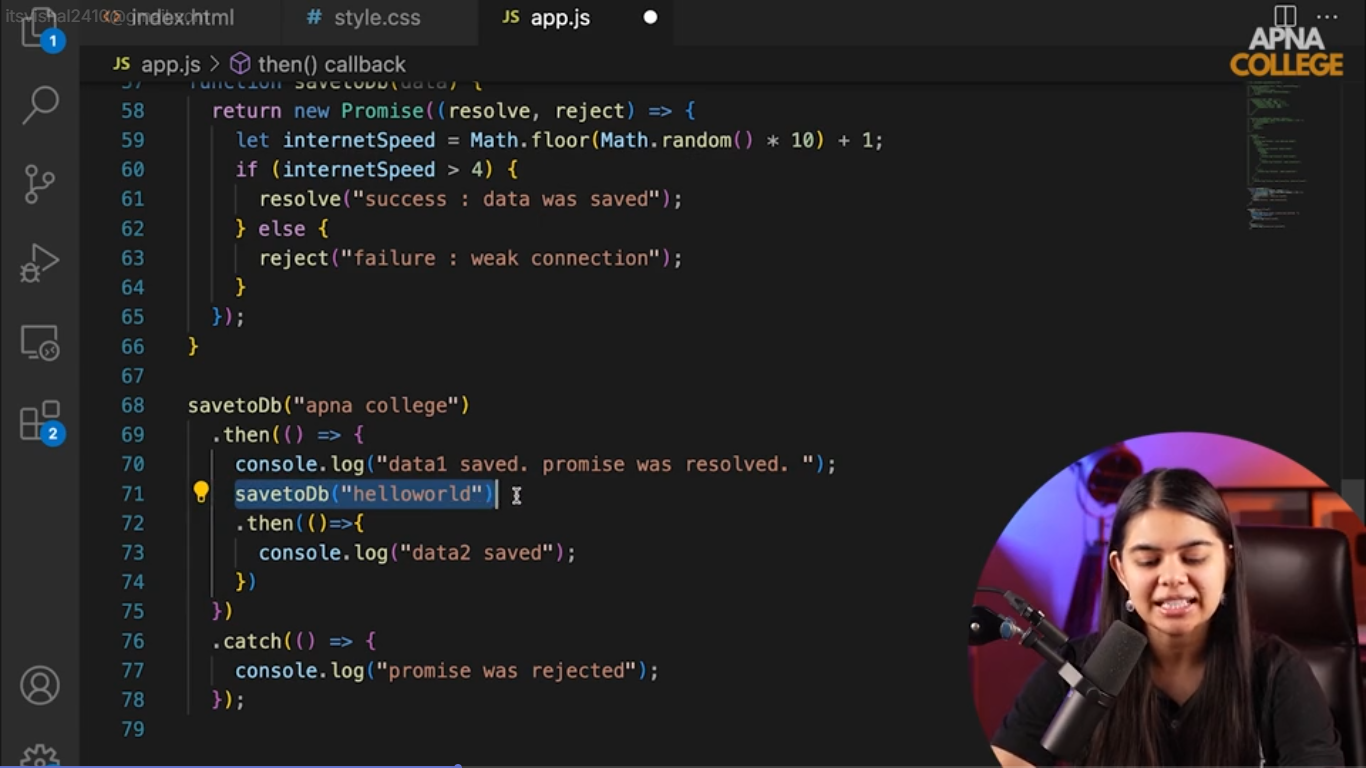 itsvishal2410@gmail.com
index.html
# style.css
JS app.js
APNA
COLLEGE
JS app.js > then() callback
57 function savetoDb(data) {
58 return new Promise((resolve, reject) => {
59 let internetSpeed = Math.floor(Math.random() * 10) + 1;
60 if (internetSpeed > 4) {
61 resolve("success : data was saved");
62 } else {
63 reject("failure : weak connection");
64 }
65 });
66 }
67
68 savetoDb("apna college")
69 .then(() => {
70 console.log("data1 saved. promise was resolved. ");
71 savetoDb("helloworld")
72 .then(()=>{
73 console.log("data2 saved");
74 })
75 })
76 .catch(() => {
77 console.log("promise was rejected");
78 });
79
1
2